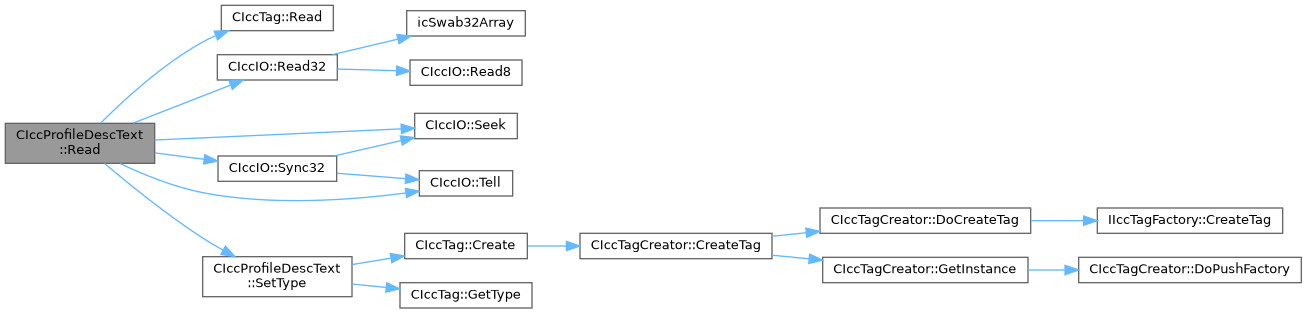 CIccTag::Read
icSwab32Array
CIccIO::Read32
CIccIO::Read8
CIccProfileDescText
::Read
CIccIO::Seek
CIccIO::Sync32
CIccIO::Tell
CIccTagCreator::DoCreateTag
IIccTagFactory::CreateTag
CIccTag::Create
CIccTagCreator::CreateTag
CIccProfileDescText
::SetType
CIccTagCreator::GetInstance
CIccTagCreator::DoPushFactory
CIccTag::GetType